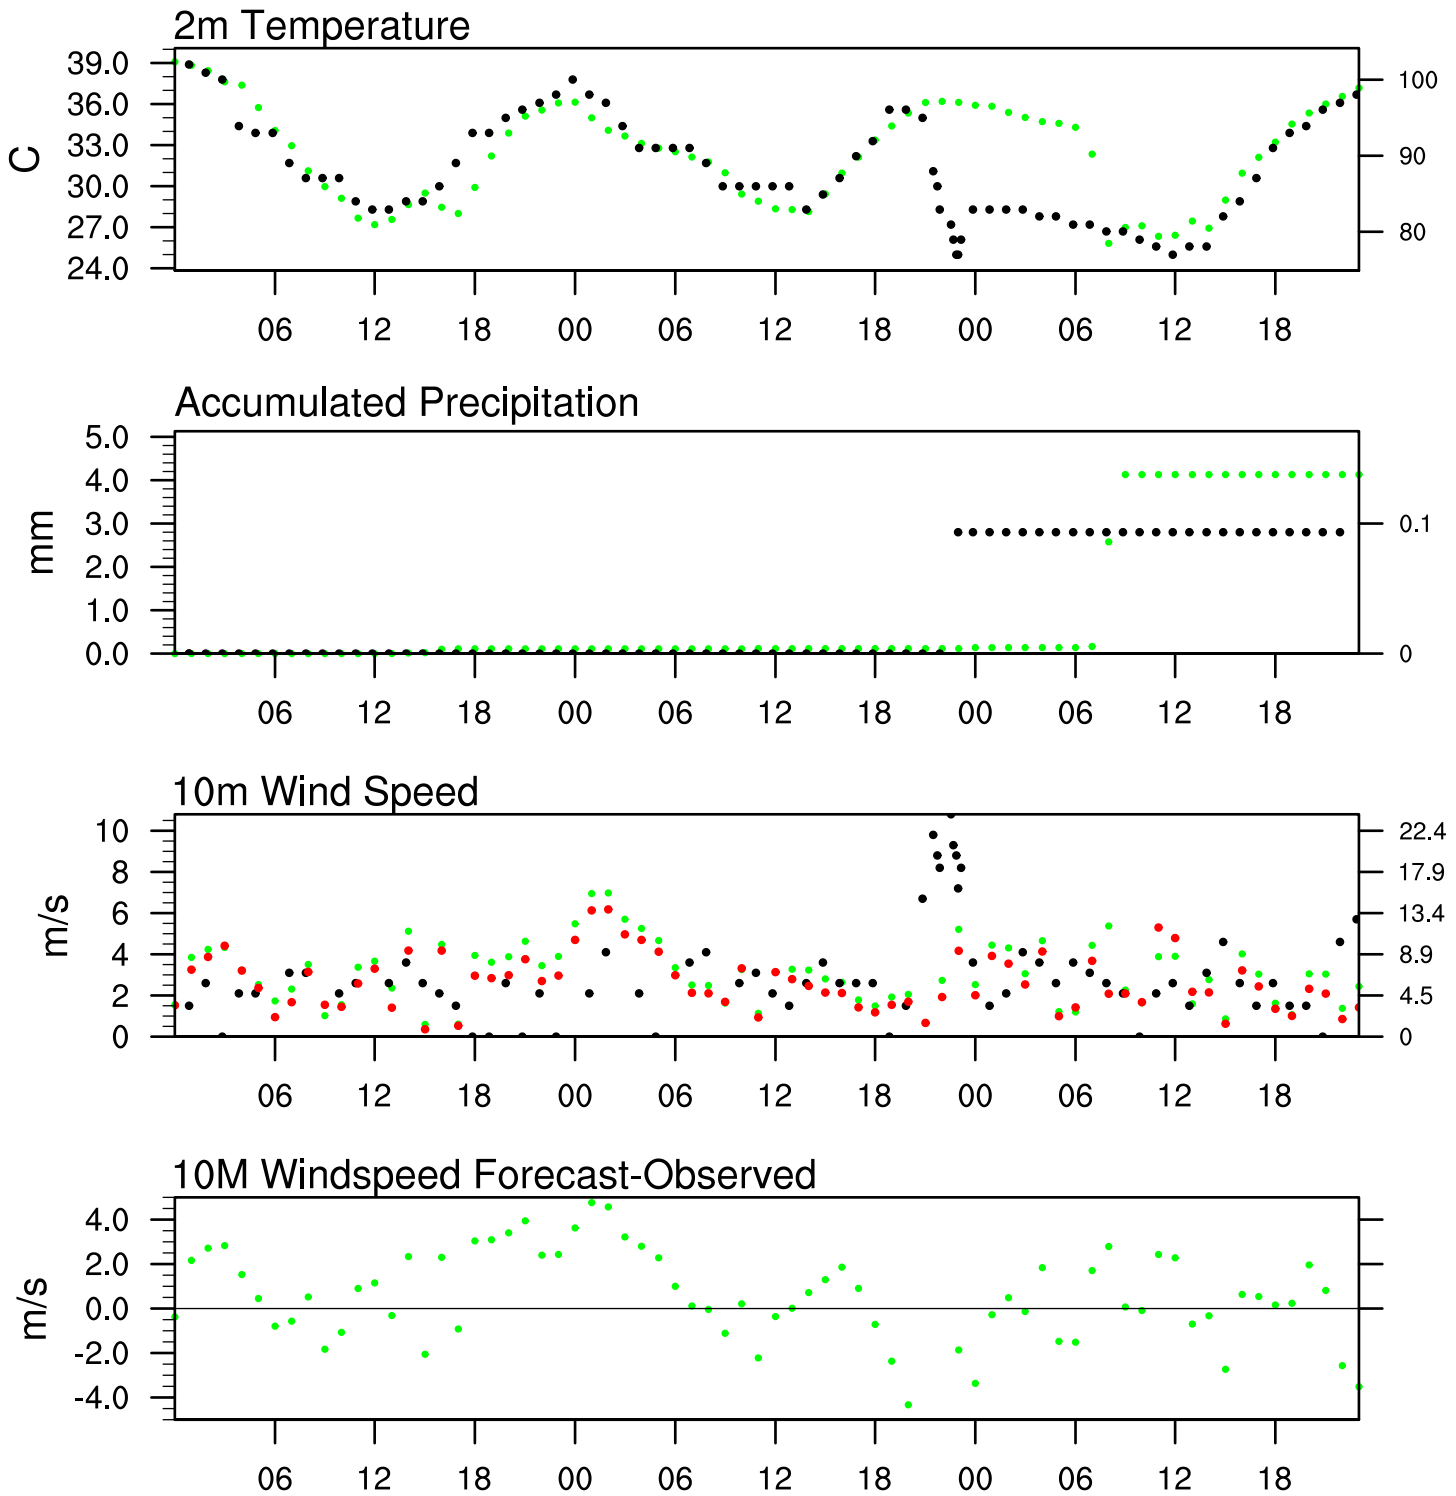 2m Temperature
39.0
36.0
33.0
30.0
27.0
24.0
C
100
90
80
06 12 18 00 06 12 18 00 06 12 18
Accumulated Precipitation
5.0
4.0
3.0
2.0
1.0
0.0
mm
0.1
0
06 12 18 00 06 12 18 00 06 12 18
10m Wind Speed
10
8
6
4
2
0
m/s
22.4
17.9
13.4
8.9
4.5
0
06 12 18 00 06 12 18 00 06 12 18
10M Windspeed Forecast-Observed
4.0
2.0
0.0
-2.0
-4.0
m/s
06 12 18 00 06 12 18 00 06 12 18